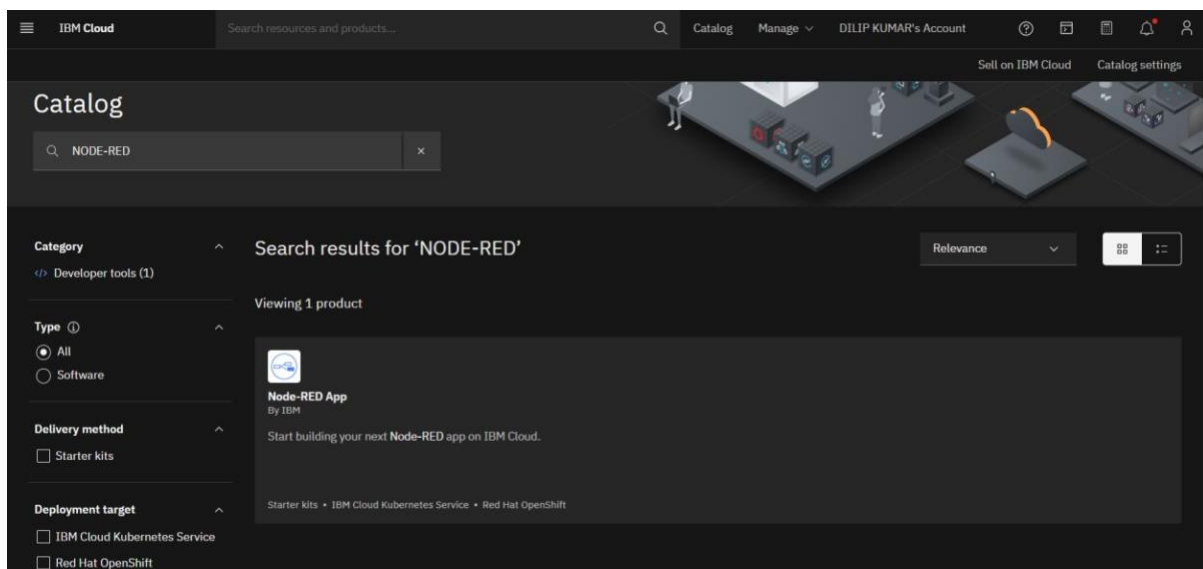 IBM Cloud
Search resources and products...
Catalog
Manage
DILIP KUMAR's Account
Sell on IBM Cloud
Catalog settings
Catalog
NODE-RED
Category
Developer tools (1)
Type
All
Software
Delivery method
Starter kits
Deployment target
IBM Cloud Kubernetes Service
Red Hat OpenShift
Search results for ‘NODE-RED’
Relevance
Viewing 1 product
Node-RED App
By IBM
Start building your next Node-RED app on IBM Cloud.
Starter kits • IBM Cloud Kubernetes Service • Red Hat OpenShift